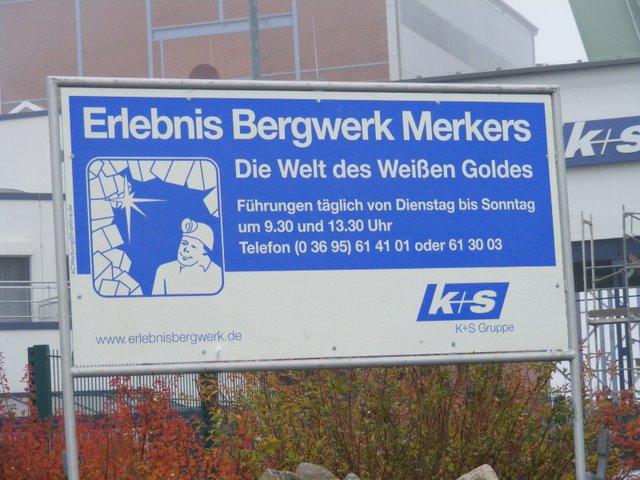 Erlebnis Bergwerk Merkers
Die Welt des Weißen Goldes
Führungen täglich von Dienstag bis Sonntag
um 9.30 und 13.30 Uhr
Telefon (0 36 95) 61 41 01 oder 61 30 03
k+s
K+S Gruppe
www.erlebnisbergwerk.de
k+s